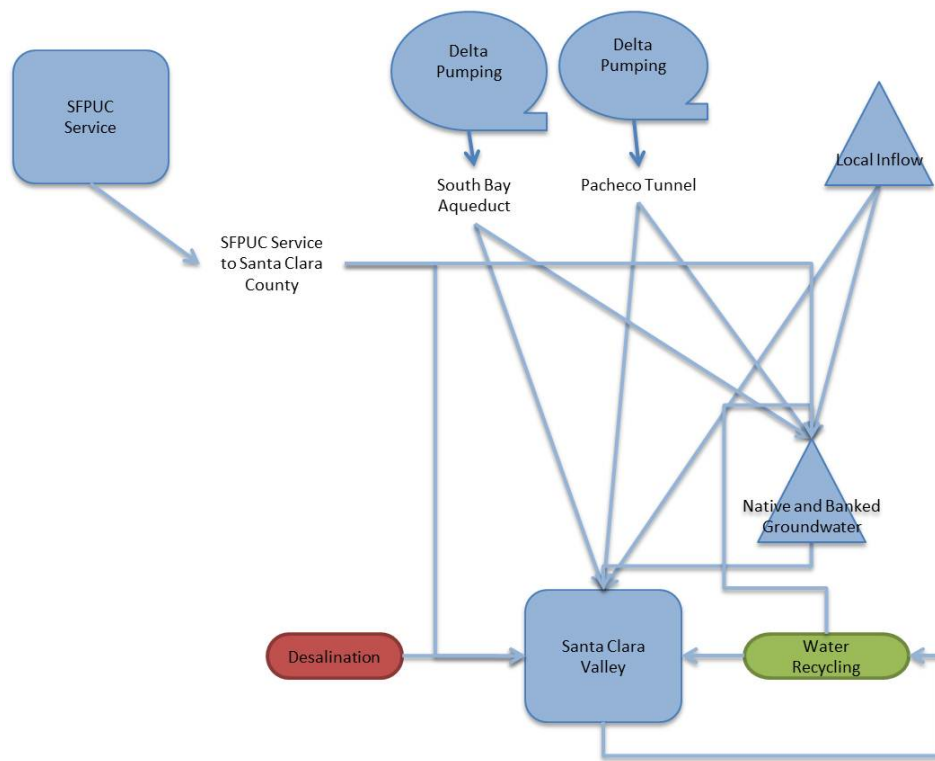 Delta
Pumping
Delta
Pumping
SFPUC
Service
Local Inflow
South Bay
Aqueduct
Pacheco Tunnel
SFPUC Service
to Santa Clara
County
Native and Banked
Groundwater
Desalination
Santa Clara
Valley
Water
Recycling